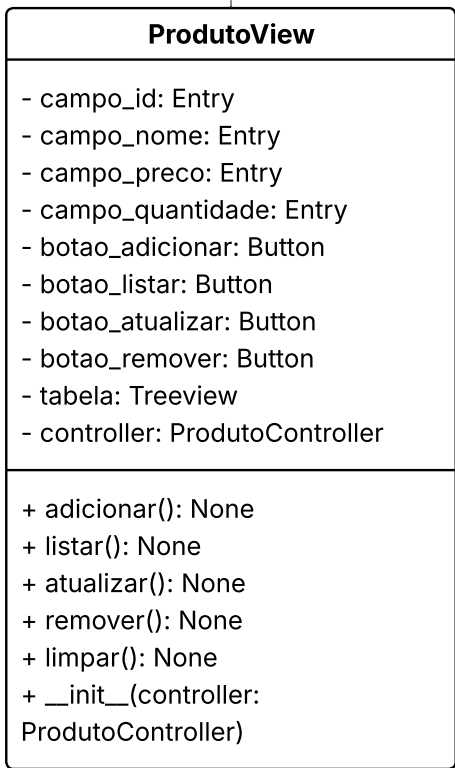 ProdutoView
- campo_id: Entry
- campo_nome: Entry
- campo_preco: Entry
- campo_quantidade: Entry
- botao_adicionar: Button
- botao_listar: Button
- botao_atualizar: Button
- botao_remover: Button
- tabela: Treeview
- controller: ProdutoController
+ adicionar(): None
+ listar(): None
+ atualizar(): None
+ remover(): None
+ limpar(): None
+ __init__(controller:
ProdutoController)